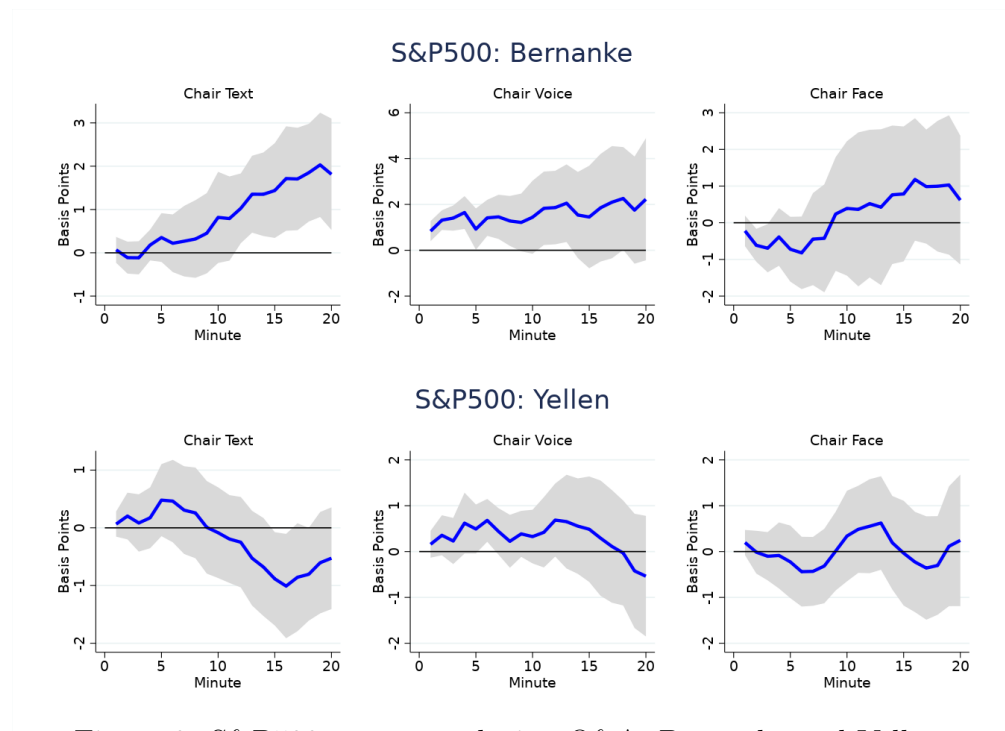 S&P500: Bernanke
Chair Text Chair Voice Chair Face
Basis Points
-1 0 1 2 3
0 5 10 15 20
Minute
Basis Points
-2 0 2 4 6
0 5 10 15 20
Minute
Basis Points
-2 -1 0 1 2 3
0 5 10 15 20
Minute
S&P500: Yellen
Chair Text Chair Voice Chair Face
Basis Points
-2 -1 0 1
0 5 10 15 20
Minute
Basis Points
-2 -1 0 1 2
0 5 10 15 20
Minute
Basis Points
-2 -1 0 1 2
0 5 10 15 20
Minute